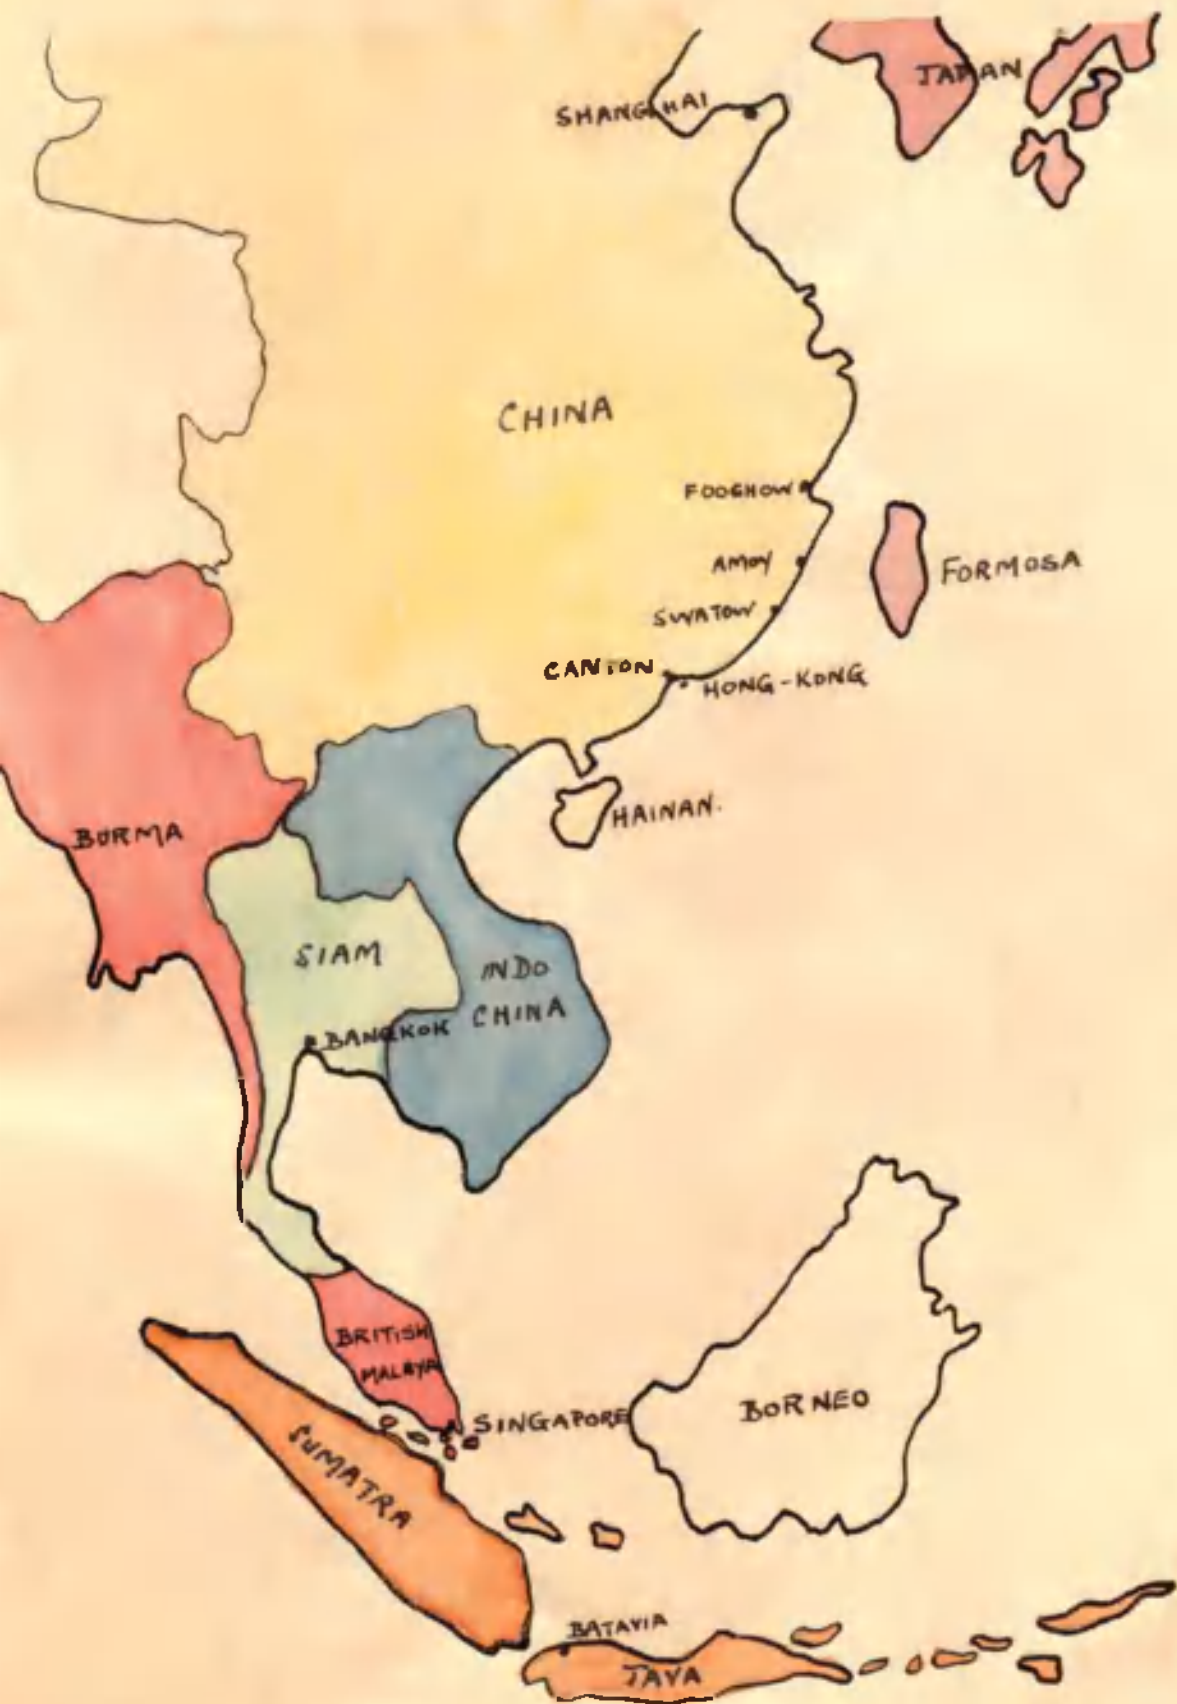 JAPAN
SHANGHAI
CHINA
FOOCHOW
AMOY
FORMOSA
SWATOW
CANTON
HONG-KONG
HAINAN.
BURMA
SIAM
INDO
CHINA
BANGKOK
BRITISH
MALAYA
SINGAPORE
BORNEO
SUMATRA
BATAVIA
JAVA